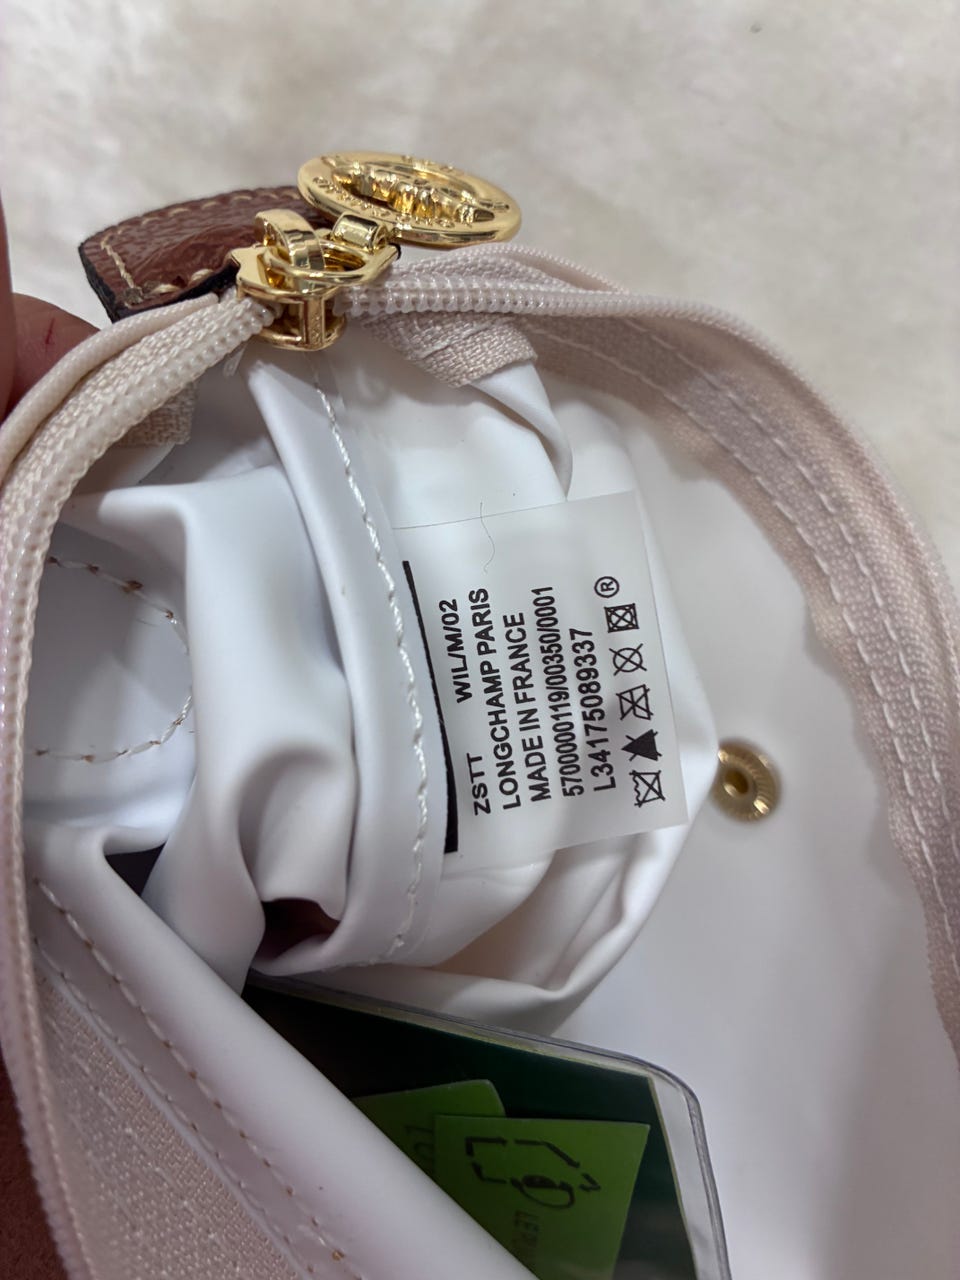 ZSTT WIL/M/02
LONGCHAMP PARIS
MADE IN FRANCE
5700000119/00350/0001
L34175089337
®